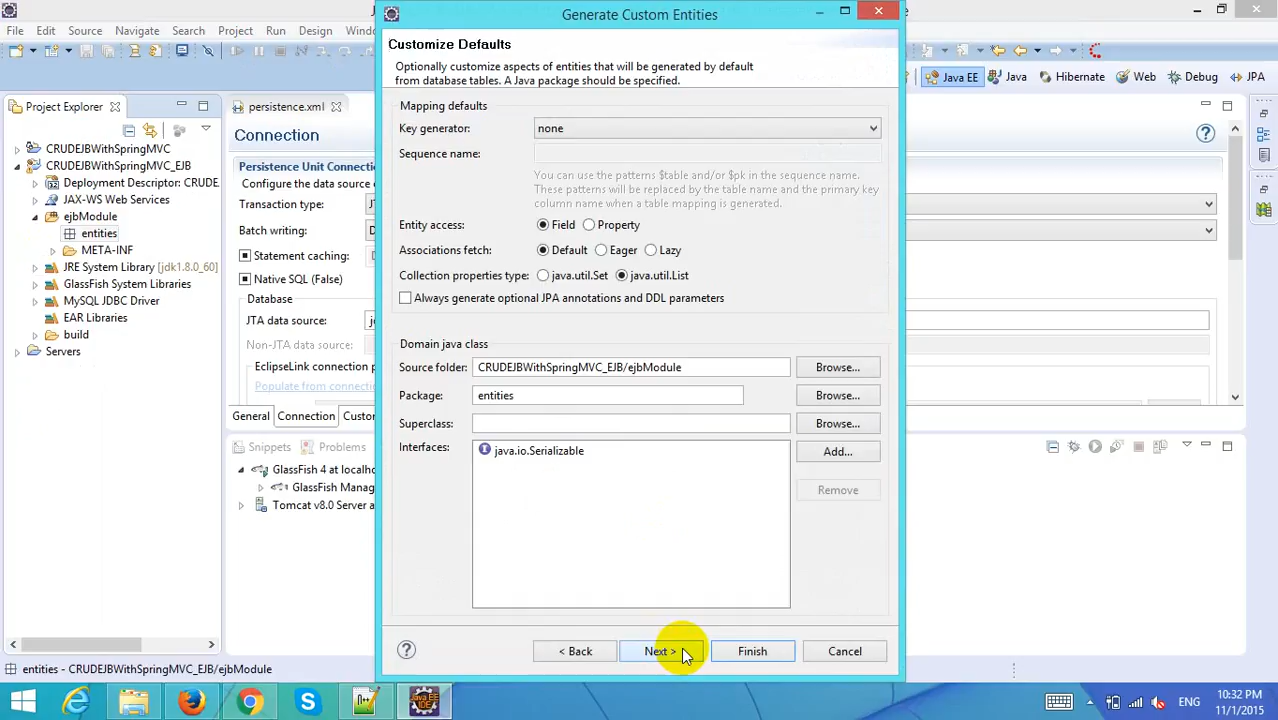 Generate Custom Entities
File Edit Navigate Search Project Run Design
Java EE Java Hibernate Web Debug JPA
Project Explorer
CRUDEJBWithSpringMVC
CRUDEJBWithSpringMVC_EJB
Deployment Descriptor: CRUDE
JAX-WS Web Services
ejbModule
entities
META-INF
JRE System Library [jdk1.8.0_60]
GlassFish System Libraries
MySQL JDBC Driver
EAR Libraries
build
Servers
persistence.xml
Connection
Persistence Unit Connecti
Configure the data source
Transaction type:
Batch writing:
Statement caching:
Native SQL (False)
Database
JTA data source:
Non-JTA data source:
EclipseLink connection p
Populate from connection
General Connection Custom
Snippets Problems
GlassFish 4 at localho
GlassFish Manag
Tomcat v8.0 Server a
Customize Defaults
Optionally customize aspects of entities that will be generated by default
from database tables. A Java package should be specified.
Mapping defaults
Key generator: none
Sequence name:
You can use the patterns $table and/or $pk in the sequence name.
These patterns will be replaced by the table name and the primary key
column name when a table mapping is generated.
Entity access: Field Property
Associations fetch: Default Eager Lazy
Collection properties type: java.util.Set java.util.List
Always generate optional JPA annotations and DDL parameters
Domain java class
Source folder: CRUDEJBWithSpringMVC_EJB/ejbModule Browse...
Package: entities Browse...
Superclass: Browse...
Interfaces: java.io.Serializable Add...
Remove
< Back Next > Finish Cancel
entities - CRUDEJBWithSpringMVC_EJB/ejbModule
Java EE IDE
ENG
10:32 PM
11/1/2015